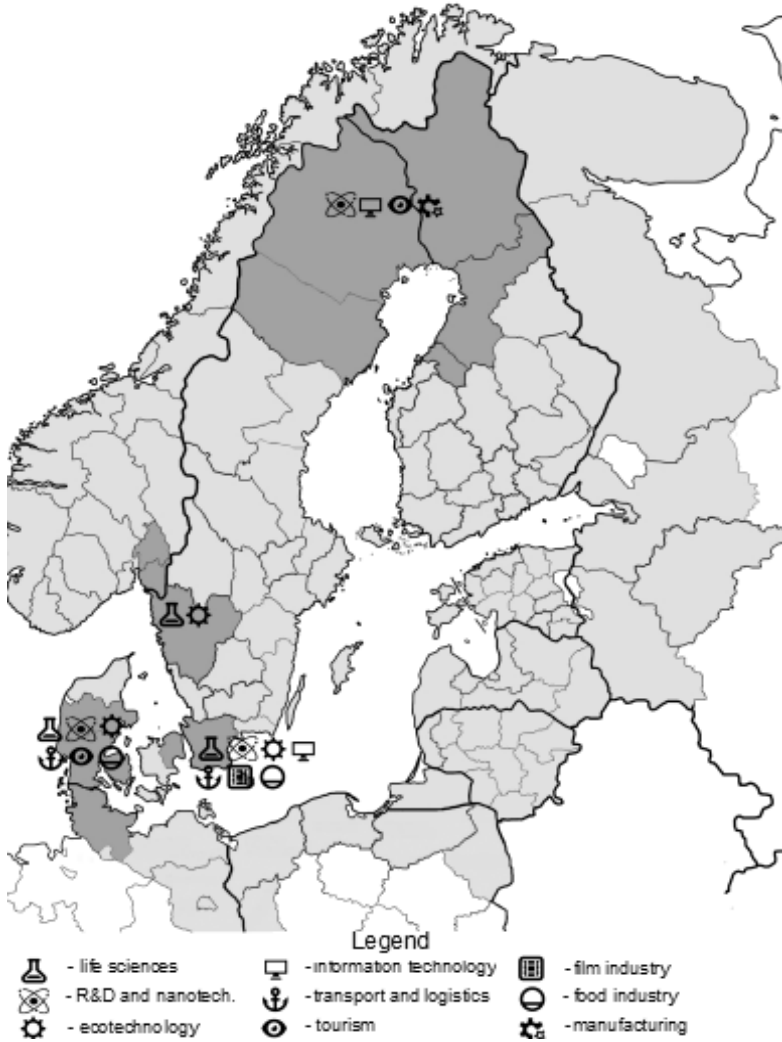 Legend
- life sciences - information technology - film industry
- R&D and nanotech. - transport and logistics - food industry
- ecotechnology - tourism - manufacturing